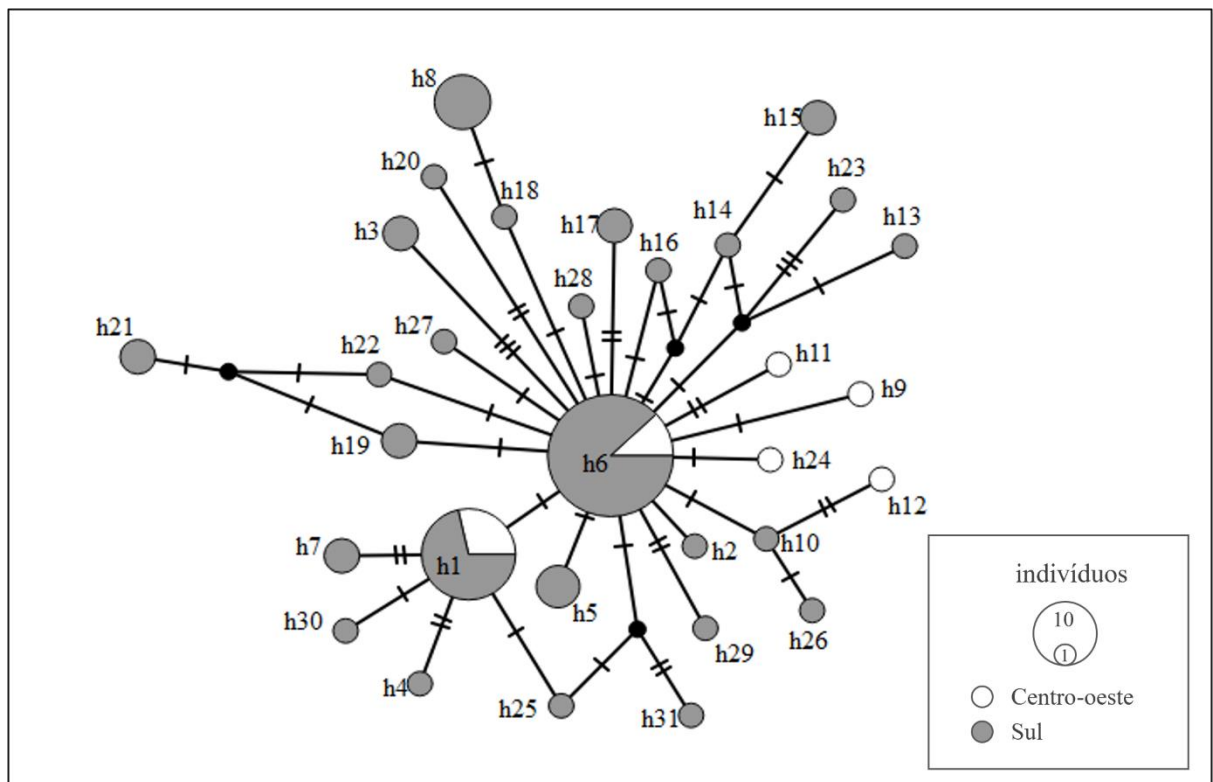 h8
h15
h20
h23
h18
h3
h17
h14
h13
h16
h28
h21
h27
h22
h11
h9
h19
h6
h24
h12
h7
h1
h2
h10
h5
h30
h29
h26
h4
h25
h31
indivíduos
10
1
Centro-oeste
Sul